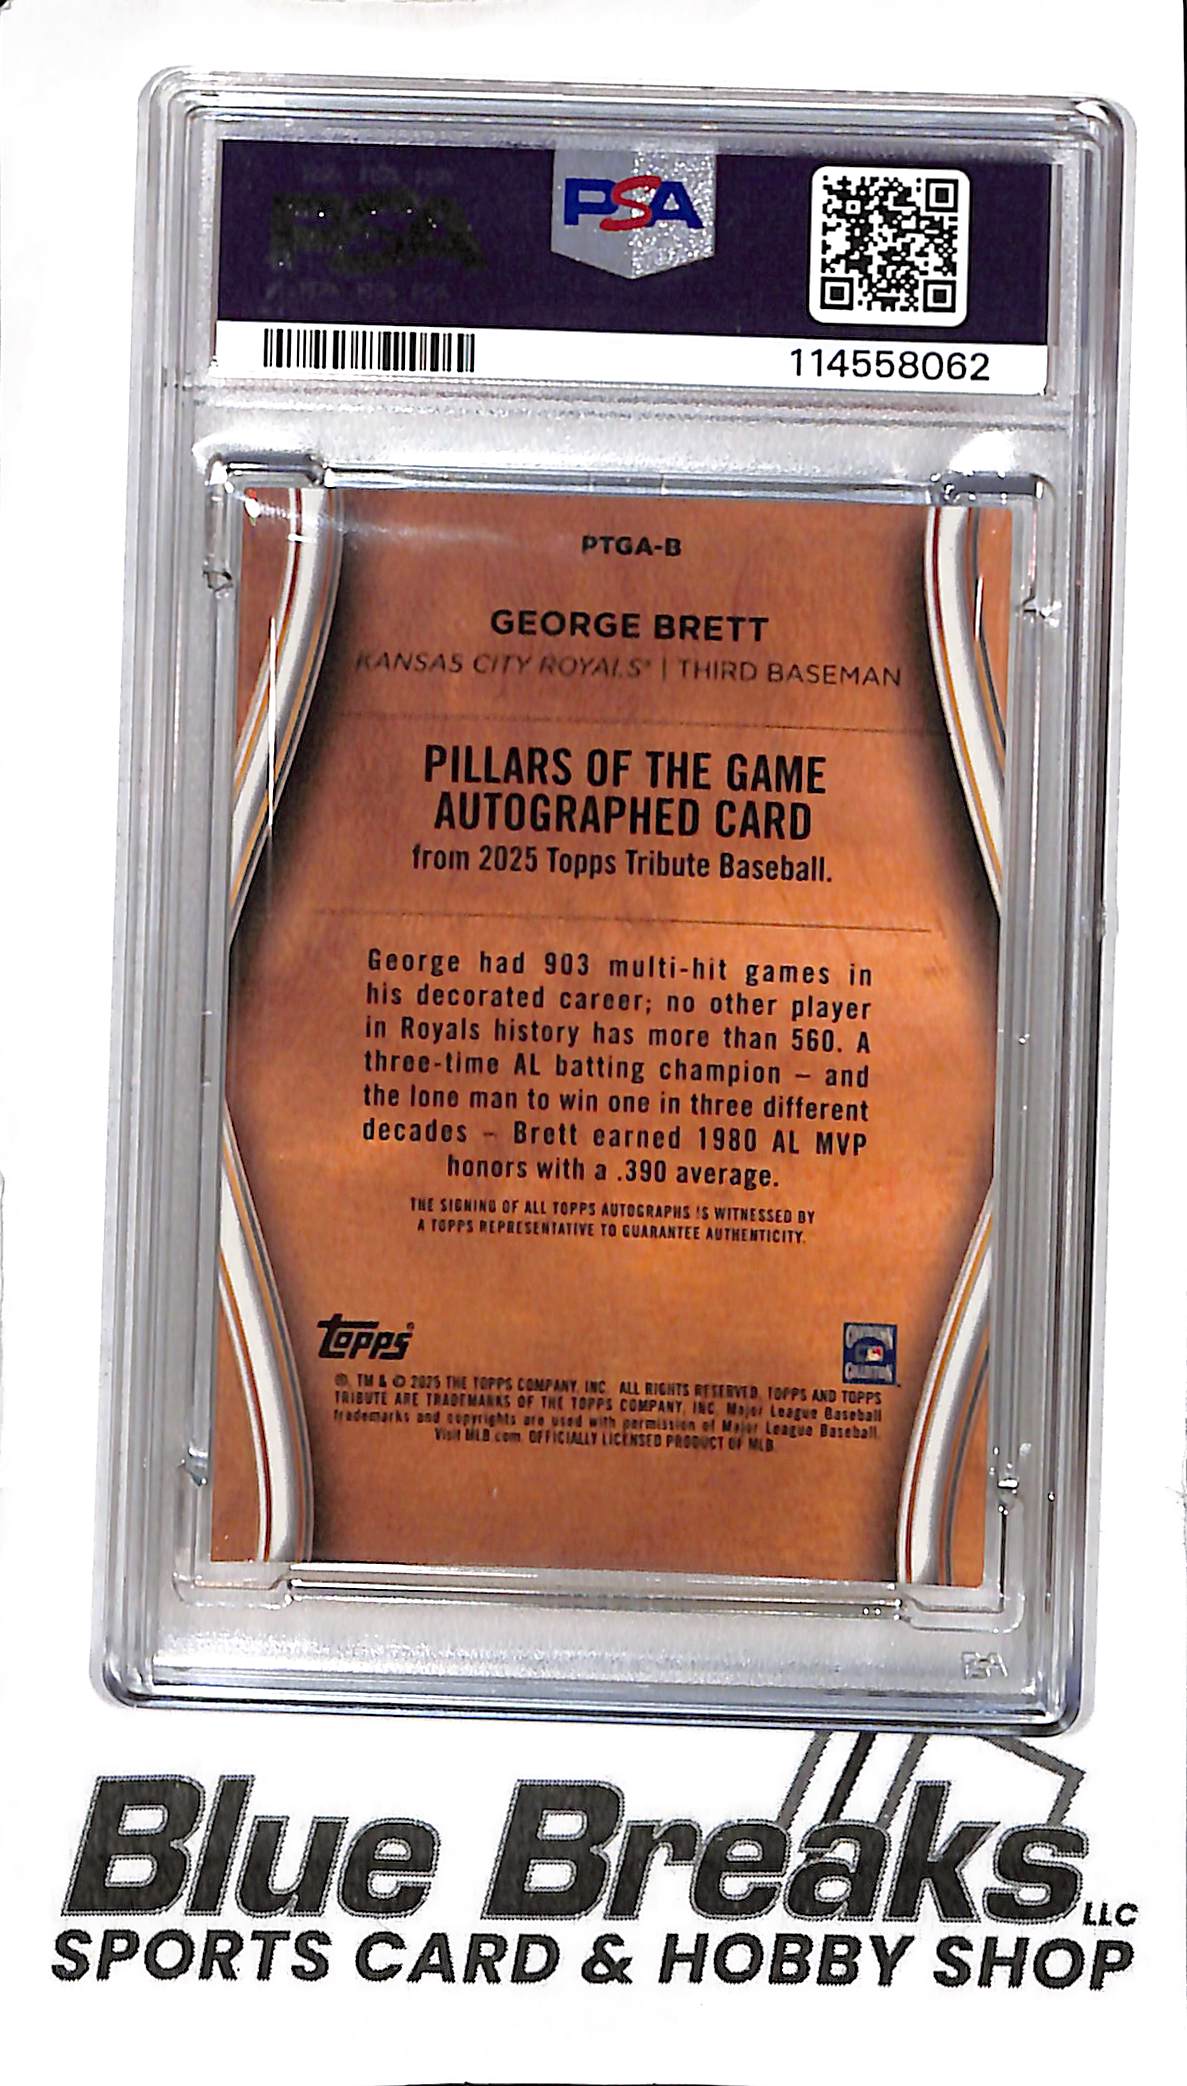 PSA
114558062
PTGA-B
GEORGE BRETT
KANSAS CITY ROYALS® | THIRD BASEMAN
PILLARS OF THE GAME
AUTOGRAPHED CARD
from 2025 Topps Tribute Baseball.
George had 903 multi-hit games in
his decorated career; no other player
in Royals history has more than 560. A
three-time AL batting champion – and
the lone man to win one in three different
decades – Brett earned 1980 AL MVP
honors with a .390 average.
THE SIGNING OF ALL TOPPS AUTOGRAPHS IS WITNESSED BY
A TOPPS REPRESENTATIVE TO GUARANTEE AUTHENTICITY.
topps®
®, TM & © 2025 THE TOPPS COMPANY, INC. ALL RIGHTS RESERVED. TOPPS AND TOPPS
TRIBUTE ARE TRADEMARKS OF THE TOPPS COMPANY, INC. Major League Baseball
trademarks and copyrights are used with permission of Major League Baseball.
Visit MLB.com. OFFICIALLY LICENSED PRODUCT OF MLB
PSA
Blue Breaks LLC
SPORTS CARD & HOBBY SHOP